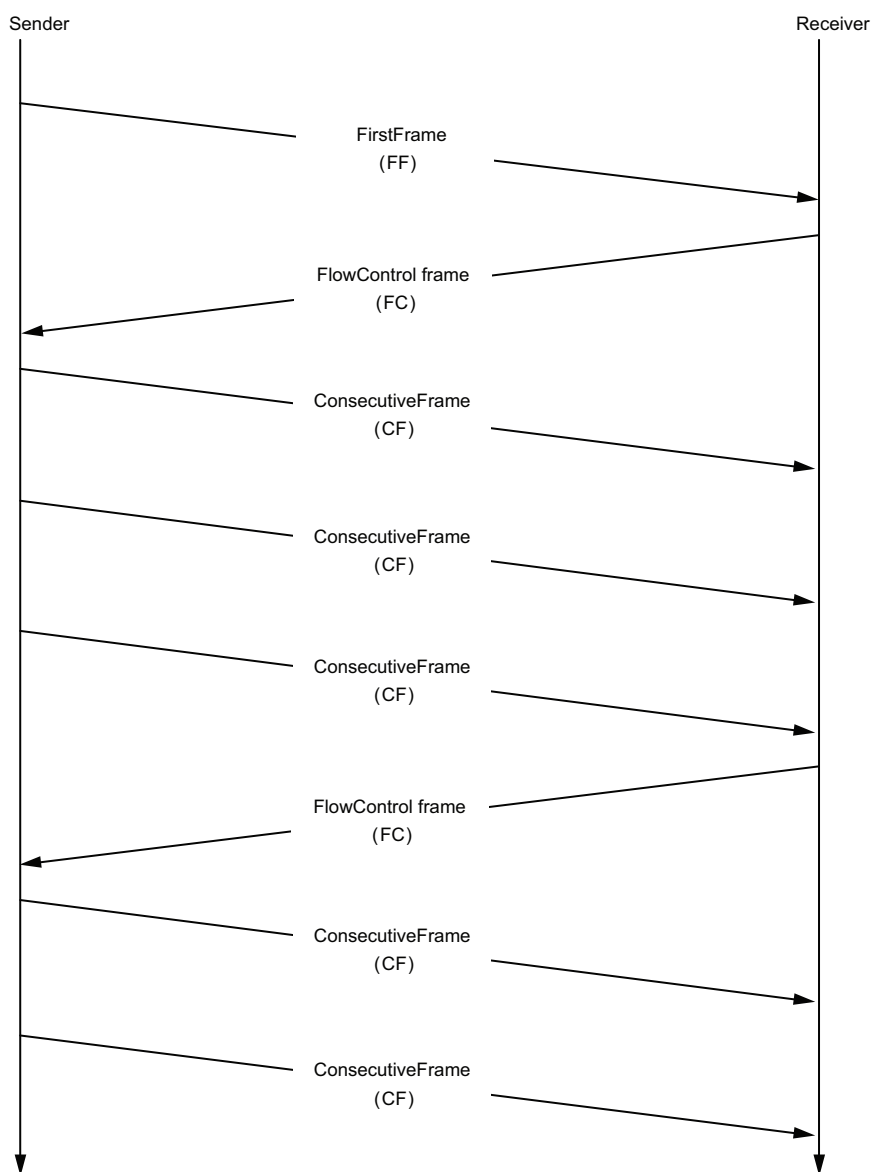 Sender
Receiver
FirstFrame
(FF)
FlowControl frame
(FC)
ConsecutiveFrame
(CF)
ConsecutiveFrame
(CF)
ConsecutiveFrame
(CF)
FlowControl frame
(FC)
ConsecutiveFrame
(CF)
ConsecutiveFrame
(CF)